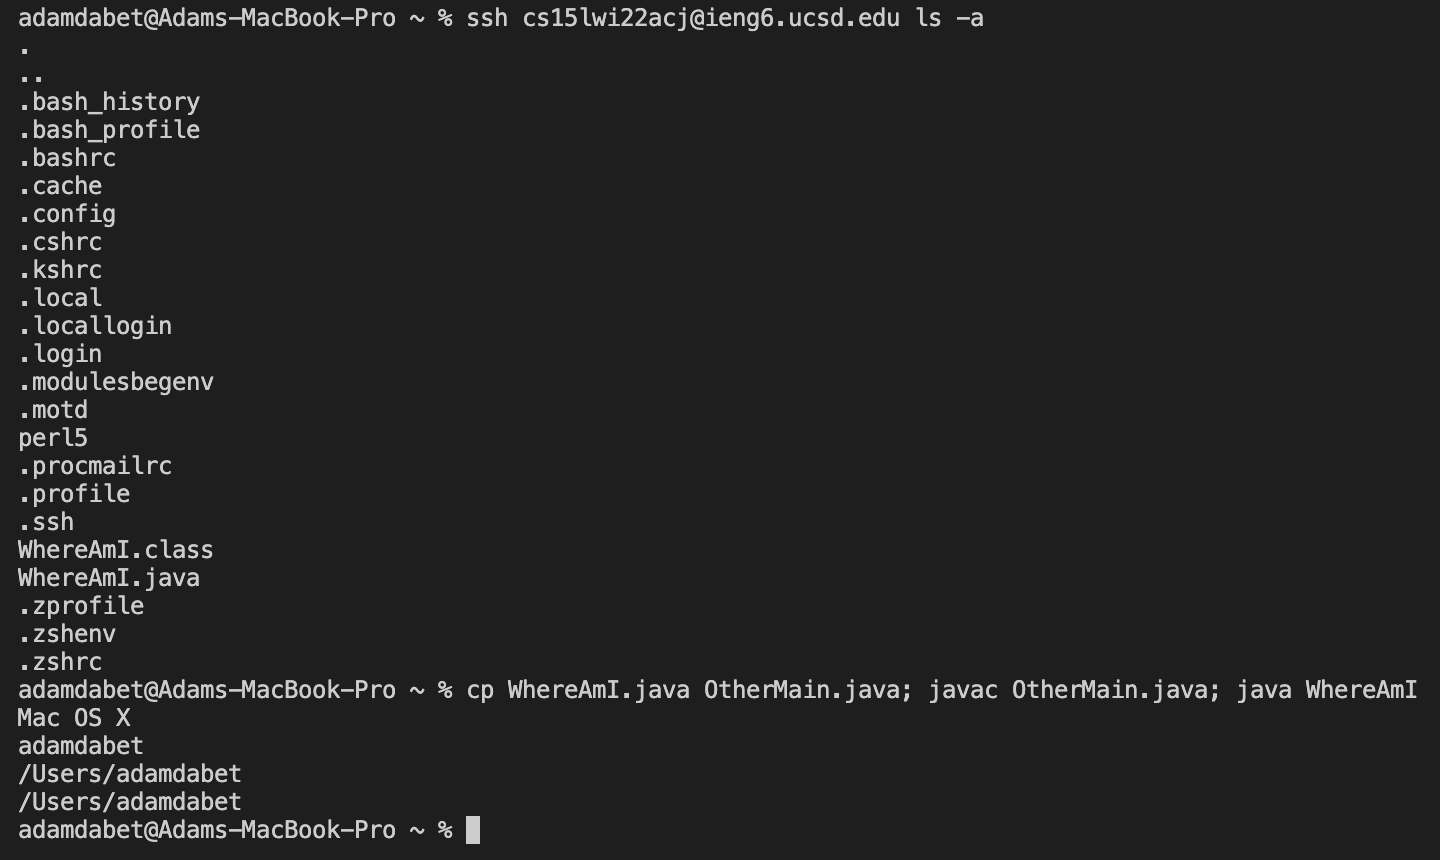 adamdabet@Adams-MacBook-Pro ~ % ssh cs15lwi22acj@ieng6.ucsd.edu ls -a
.
..
.bash_history
.bash_profile
.bashrc
.cache
.config
.cshrc
.kshrc
.local
.locallogin
.login
.modulesbegenv
.motd
perl5
.procmailrc
.profile
.ssh
WhereAmI.class
WhereAmI.java
.zprofile
.zshenv
.zshrc
adamdabet@Adams-MacBook-Pro ~ % cp WhereAmI.java OtherMain.java; javac OtherMain.java; java WhereAmI
Mac OS X
adamdabet
/Users/adamdabet
/Users/adamdabet
adamdabet@Adams-MacBook-Pro ~ %